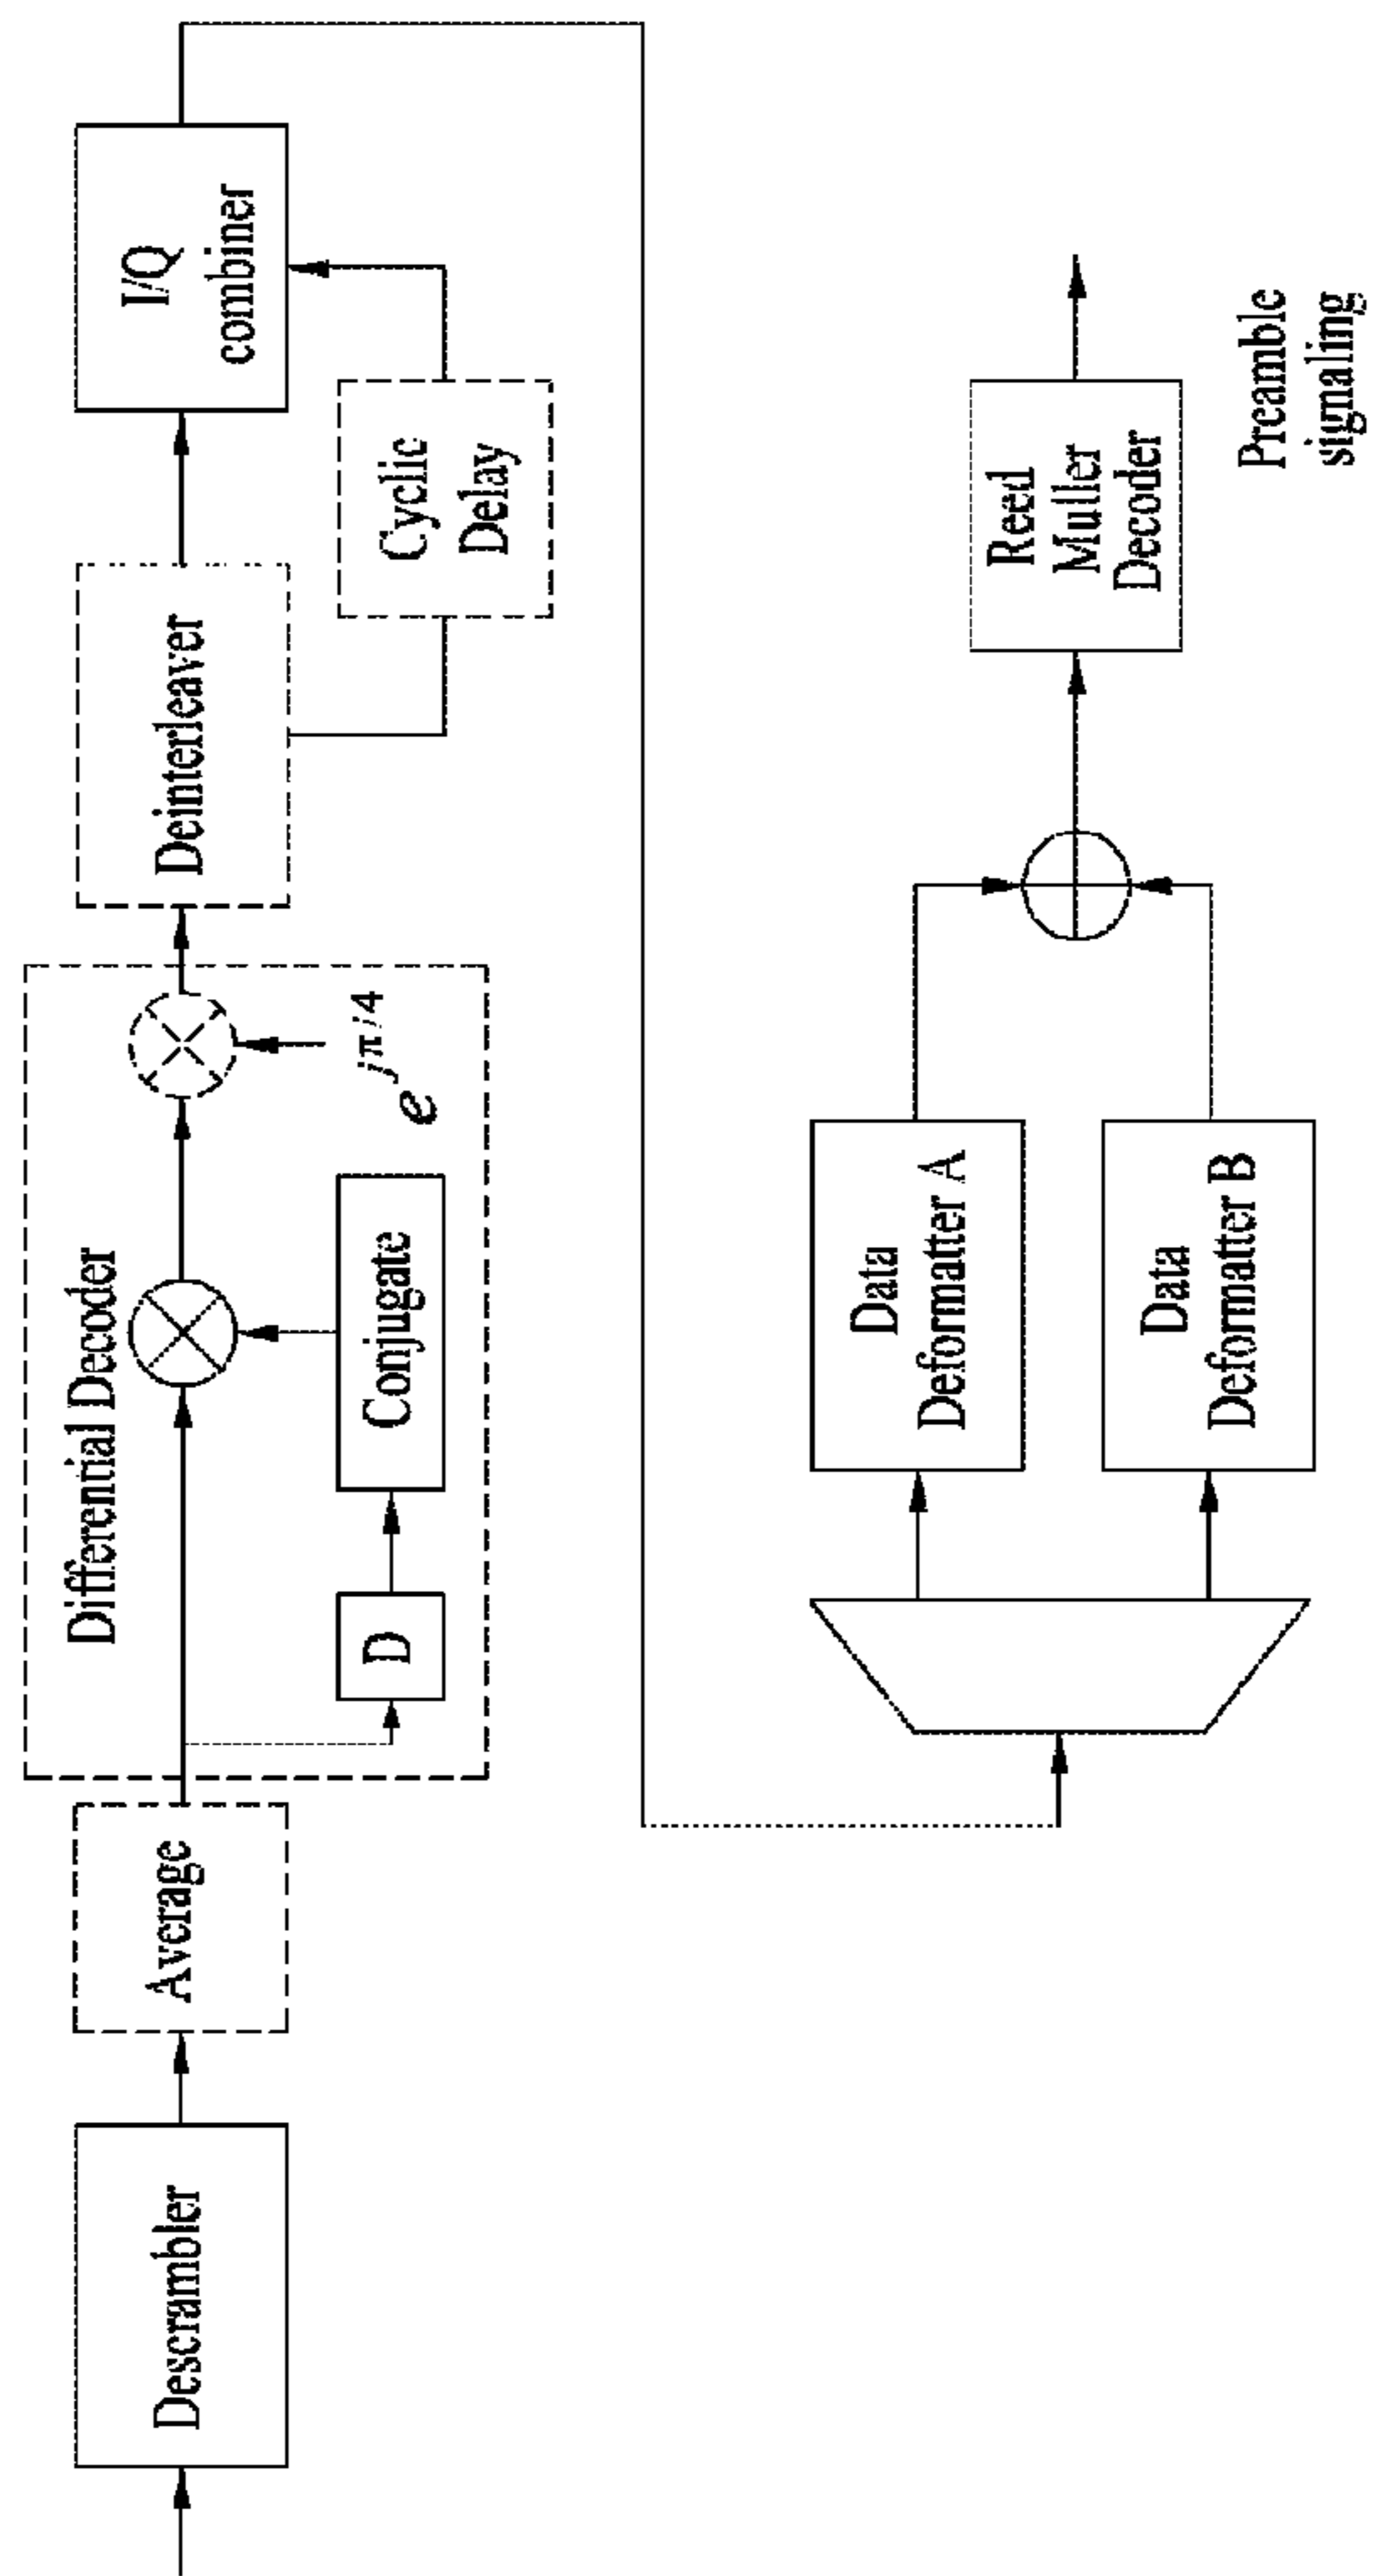 Descrambler
Average
Differential Decoder
D
Conjugate
e^{jπ/4}
Deinterleaver
Cyclic
Delay
I/Q
combiner
Data
Deformatter A
Data
Deformatter B
Reed
Muller
Decoder
Preamble
signaling